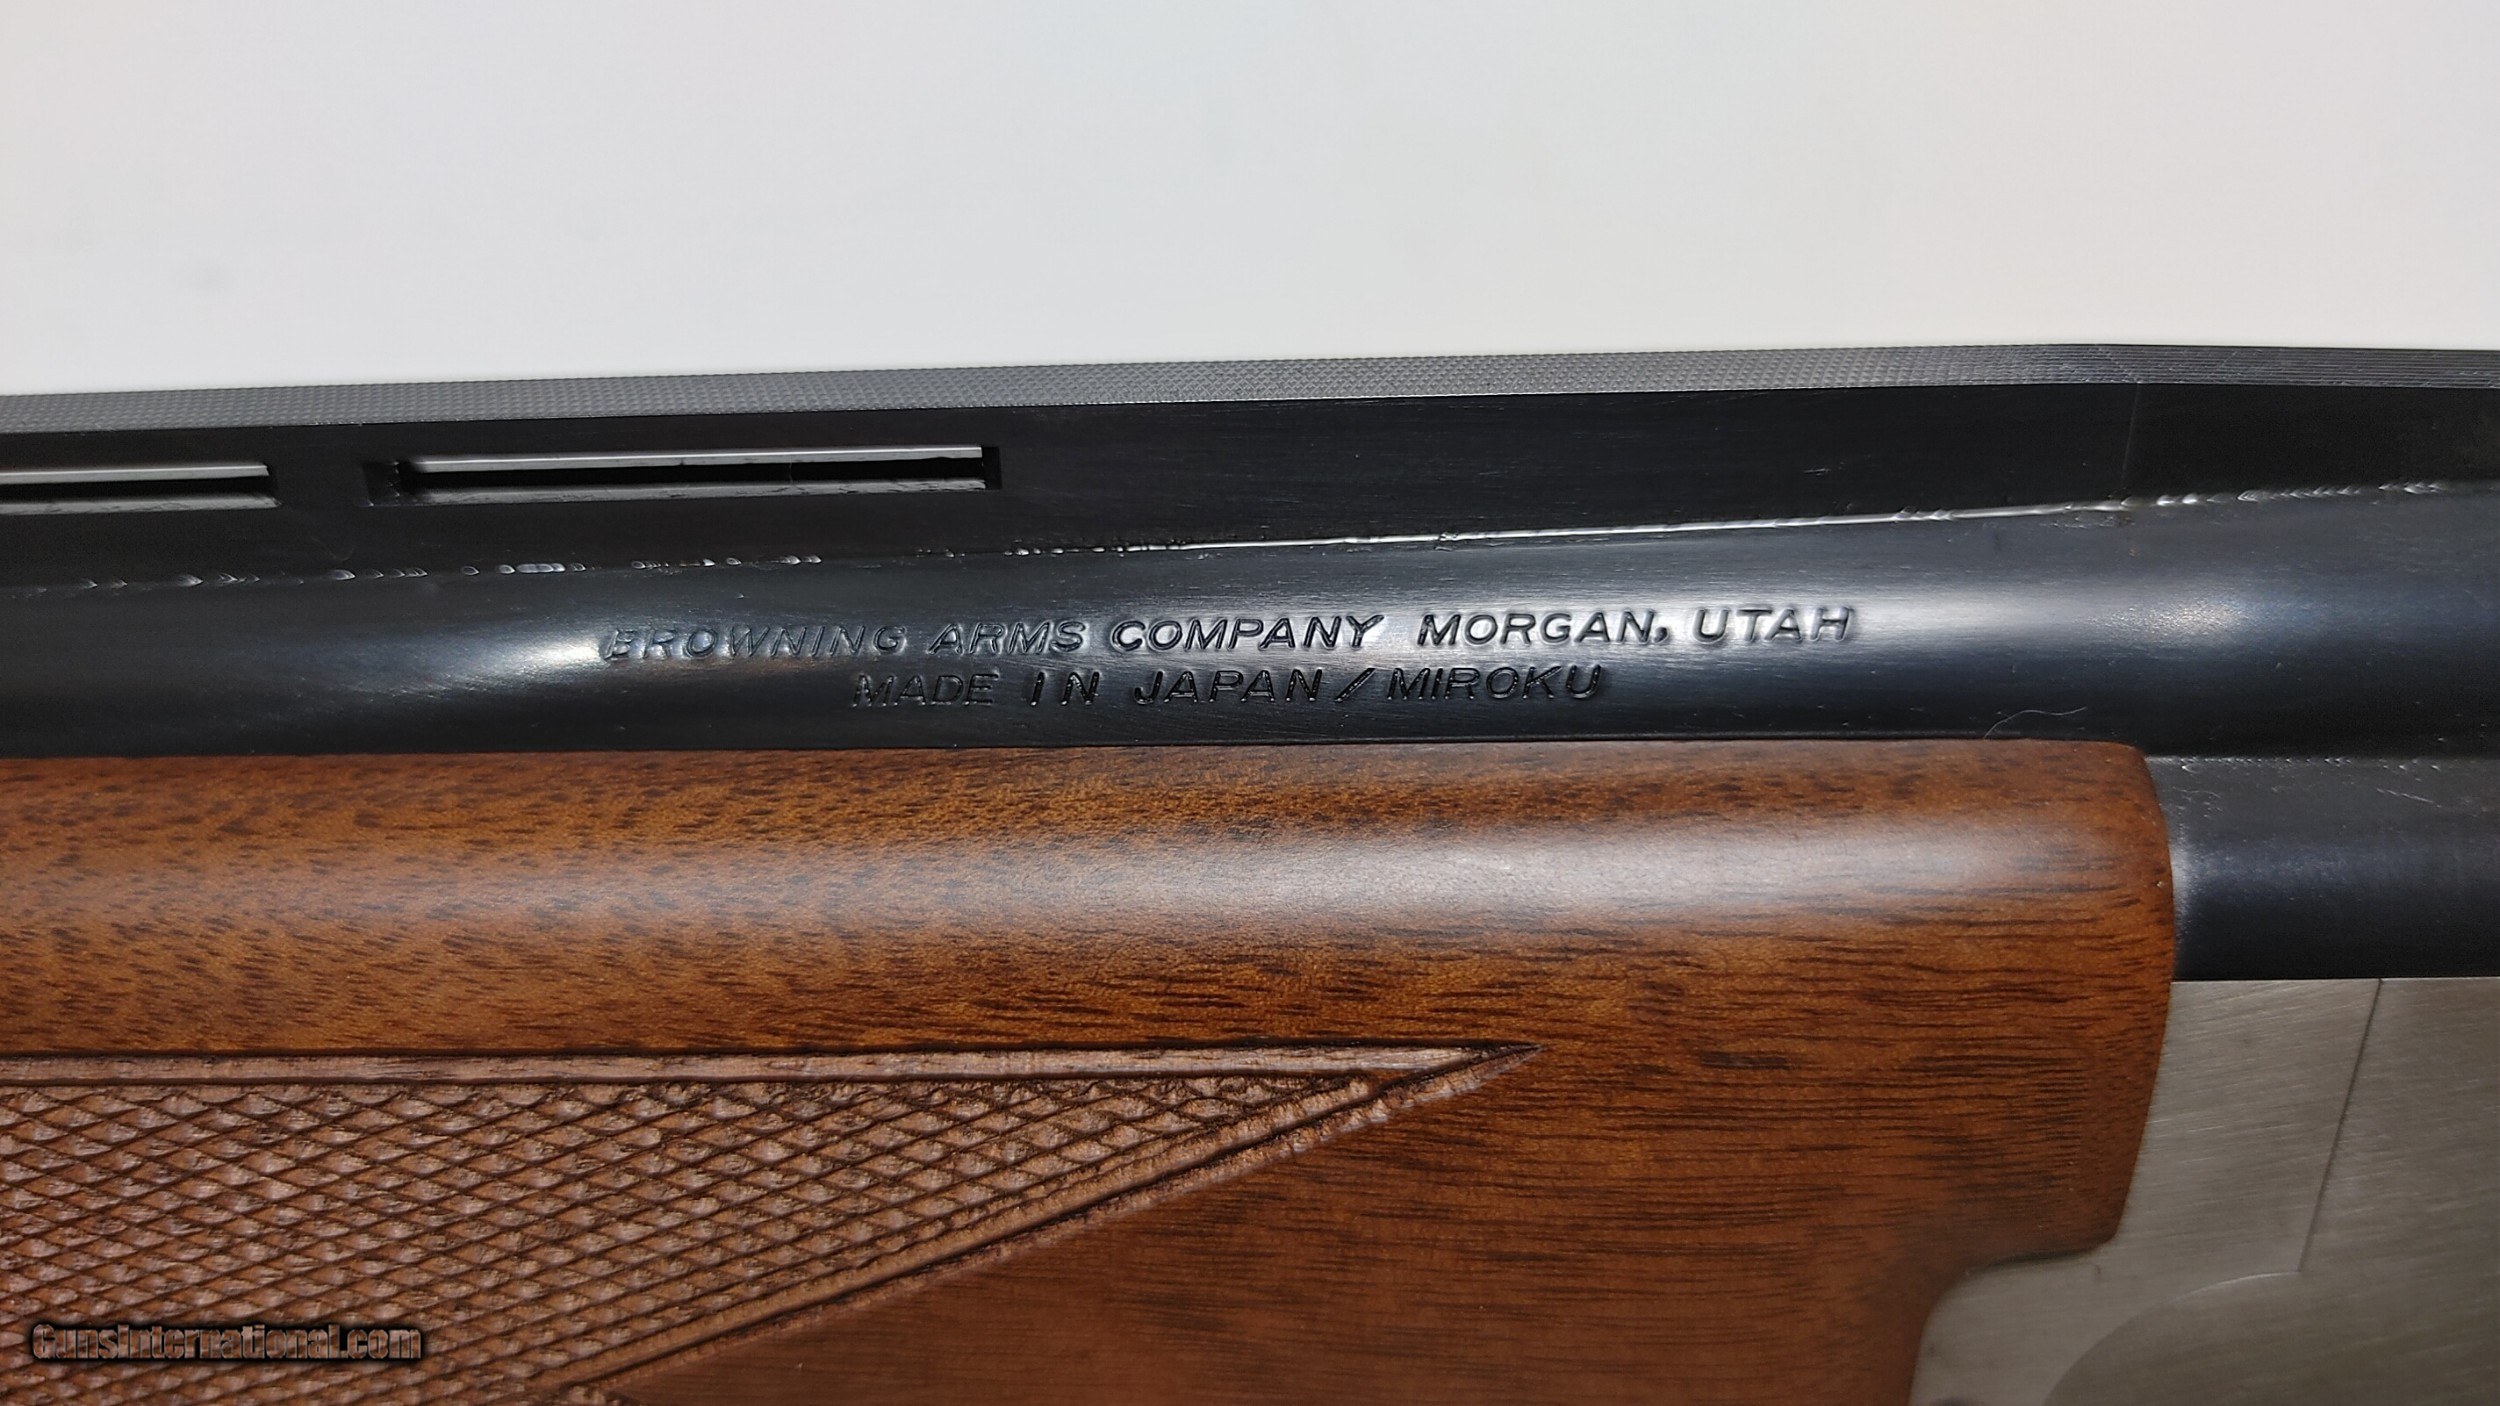 BROWNING ARMS COMPANY MORGAN, UTAH
MADE IN JAPAN/MIROKU
GunsInternational.com